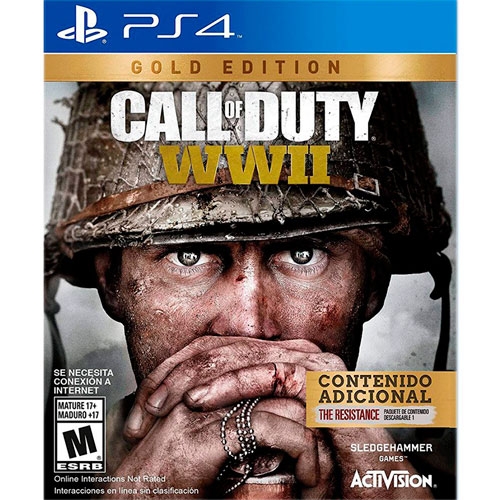 PS4
GOLD EDITION
CALL OF DUTY
WWII
SE NECESITA
CONEXIÓN A
INTERNET
MATURE 17+
MADURO +17
M
ESRB
CONTENIDO
ADICIONAL
THE RESISTANCE PAQUETE DE CONTENIDO
DESCARGABLE 1
SLEDGEHAMMER
GAMES™
ACTIVISION®
Online Interactions Not Rated
Interacciones en línea sin clasificación